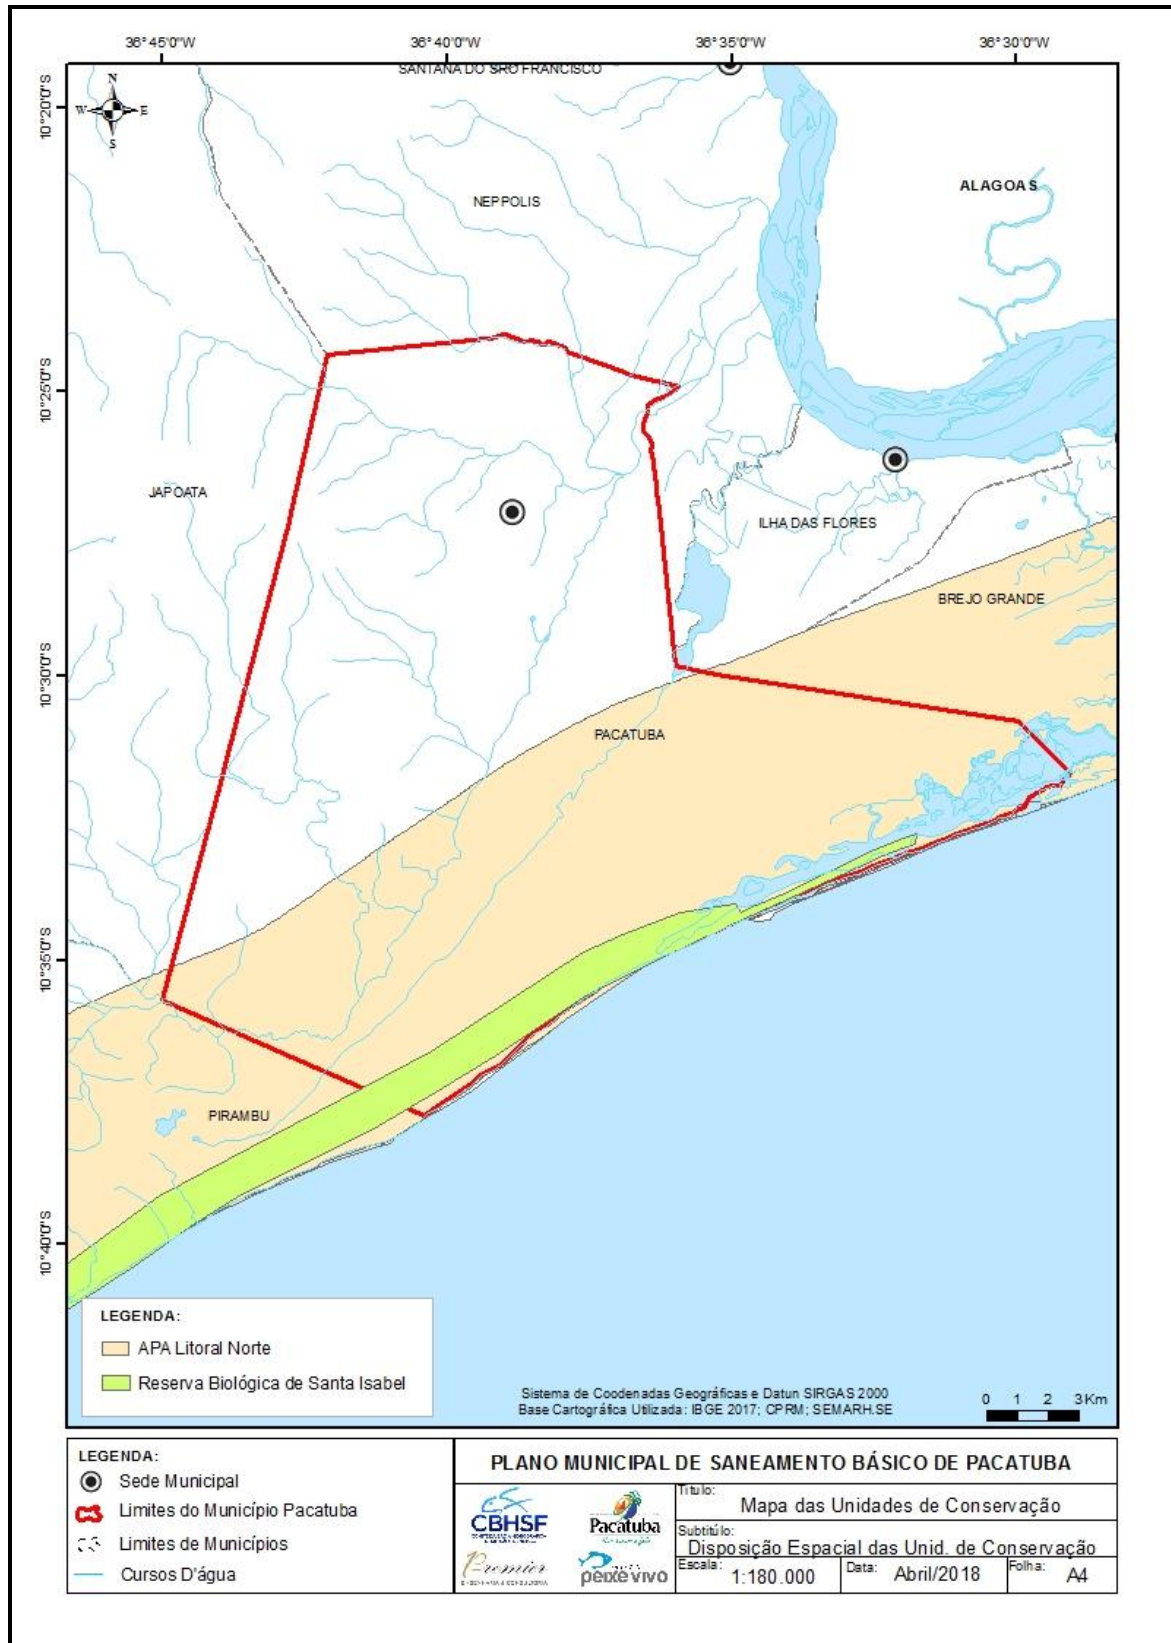 36°45'0"W 36°40'0"W 36°35'0"W 36°30'0"W
SANTANA DO SRO FRANCISCO
N
W E
S
10°20'0"S
ALAGOAS
NEPPOLIS
10°25'0"S
JAPOATA
ILHA DAS FLORES
BREJO GRANDE
10°30'0"S
PACATUBA
10°35'0"S
PIRAMBU
10°40'0"S
LEGENDA:
APA Litoral Norte
Reserva Biológica de Santa Isabel
Sistema de Coodenadas Geográficas e Datun SIRGAS 2000
Base Cartográfica Utilizada: IBGE 2017; CPRM; SEMARH.SE
0 1 2 3Km
LEGENDA:
Sede Municipal
Limites do Município Pacatuba
Limites de Municípios
Cursos D'água
PLANO MUNICIPAL DE SANEAMENTO BÁSICO DE PACATUBA
CBHSF
Pacatuba
Premier
peixe vivo
Título:
Mapa das Unidades de Conservação
Subtitúlo:
Disposição Espacial das Unid. de Conservação
Escala: 1:180.000
Data: Abril/2018
Folha: A4